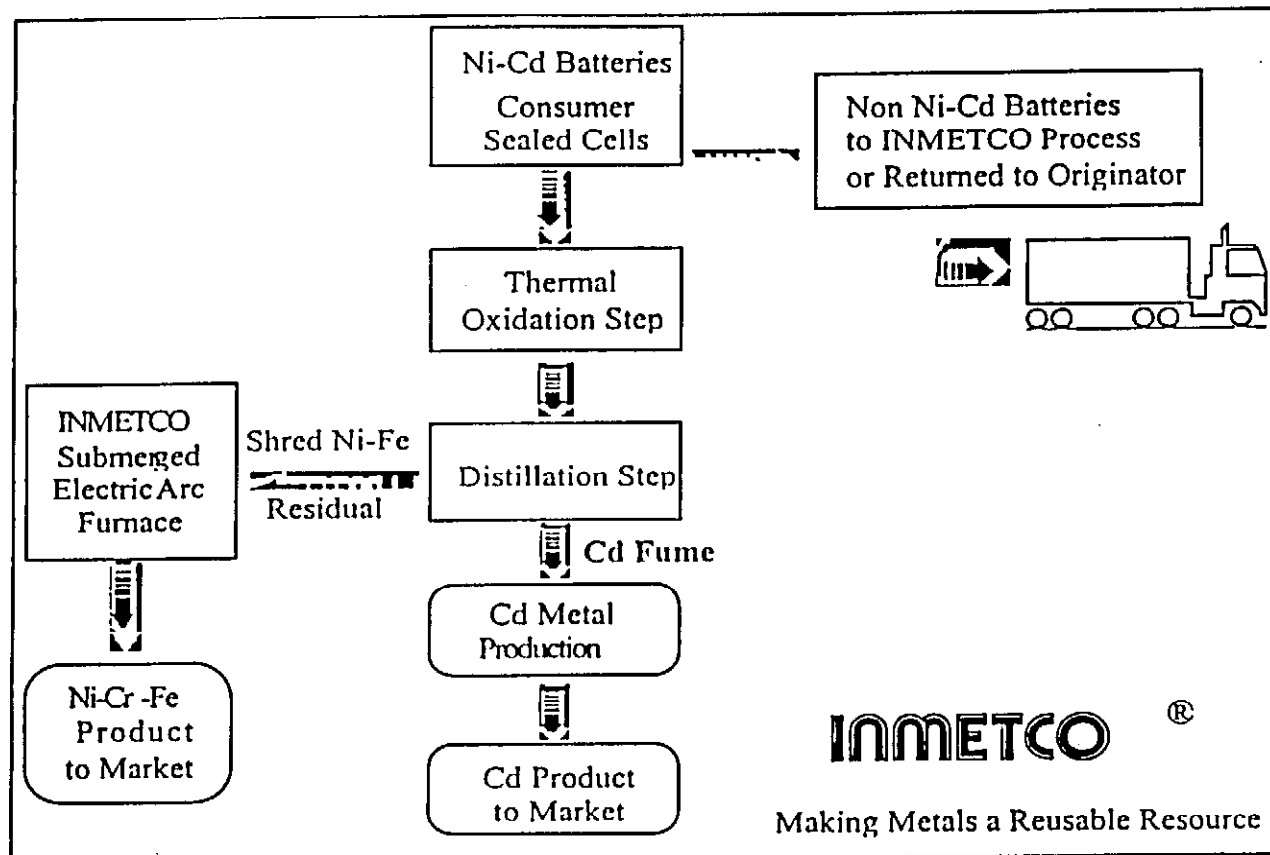 Ni-Cd Batteries
Consumer
Sealed Cells
Non Ni-Cd Batteries
to INMETCO Process
or Returned to Originator
Thermal
Oxidation Step
INMETCO
Submerged
Electric Arc
Furnace
Shred Ni-Fe
Residual
Distillation Step
Cd Fume
Cd Metal
Production
Ni-Cr -Fe
Product
to Market
Cd Product
to Market
INMETCO ®
Making Metals a Reusable Resource